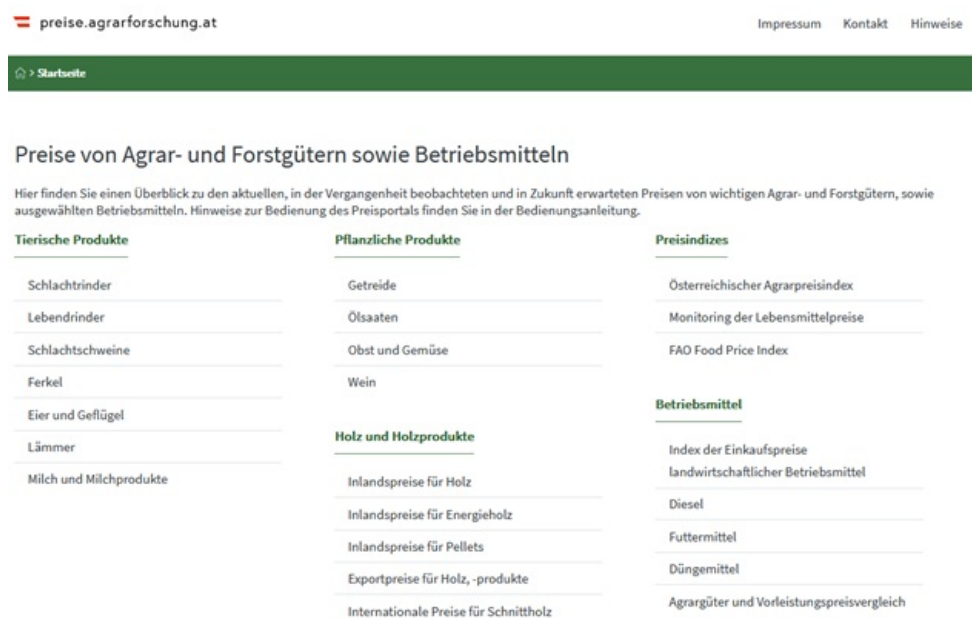 preise.agrarforschung.at
Impressum Kontakt Hinweise
> Startseite
Preise von Agrar- und Forstgütern sowie Betriebsmitteln
Hier finden Sie einen Überblick zu den aktuellen, in der Vergangenheit beobachteten und in Zukunft erwarteten Preisen von wichtigen Agrar- und Forstgütern, sowie
ausgewählten Betriebsmitteln. Hinweise zur Bedienung des Preisportals finden Sie in der Bedienungsanleitung.
Tierische Produkte
Schlachtrinder
Lebendrinder
Schlachtschweine
Ferkel
Eier und Geflügel
Lämmer
Milch und Milchprodukte
Pflanzliche Produkte
Getreide
Ölsaaten
Obst und Gemüse
Wein
Holz und Holzprodukte
Inlandspreise für Holz
Inlandspreise für Energieholz
Inlandspreise für Pellets
Exportpreise für Holz, -produkte
Internationale Preise für Schnittholz
Preisindizes
Österreichischer Agrarpreisindex
Monitoring der Lebensmittelpreise
FAO Food Price Index
Betriebsmittel
Index der Einkaufspreise
landwirtschaftlicher Betriebsmittel
Diesel
Futtermittel
Düngemittel
Agrargüter und Vorleistungspreisvergleich